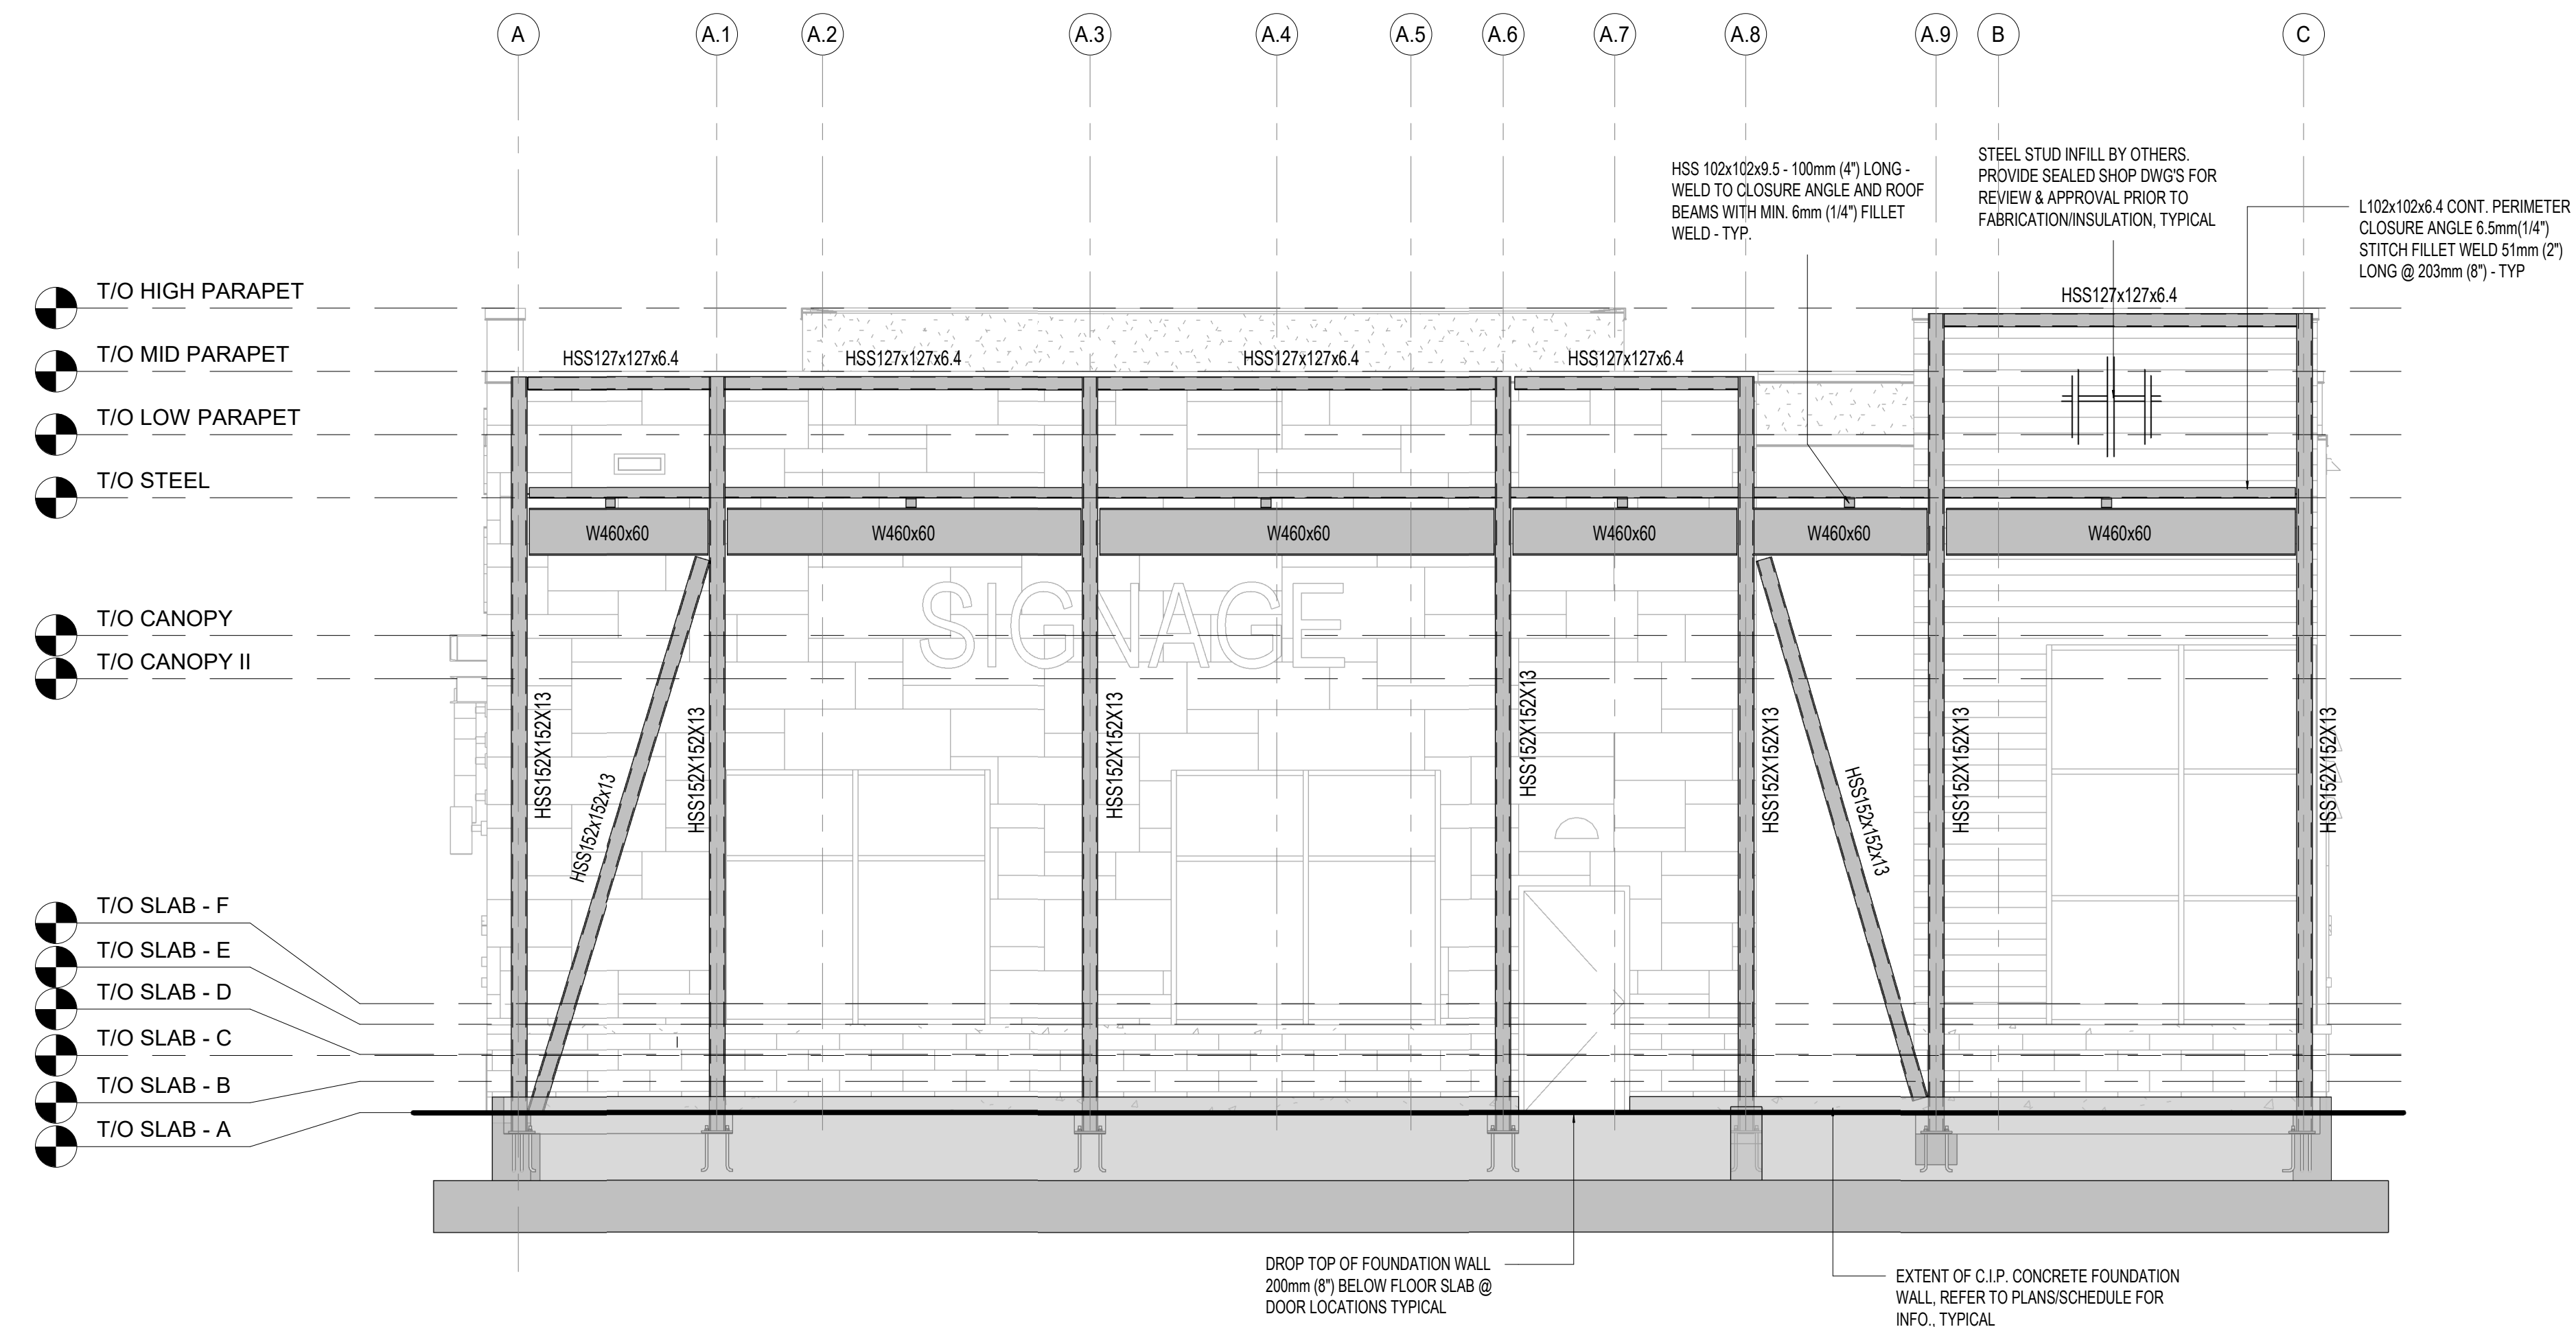 A
A.1
A.2
A.3
A.4
A.5
A.6
A.7
A.8
A.9
B
C
HSS 102x102x9.5 - 100mm (4") LONG -
WELD TO CLOSURE ANGLE AND ROOF
BEAMS WITH MIN. 6mm (1/4") FILLET
WELD - TYP.
STEEL STUD INFILL BY OTHERS.
PROVIDE SEALED SHOP DWG'S FOR
REVIEW & APPROVAL PRIOR TO
FABRICATION/INSULATION, TYPICAL
L102x102x6.4 CONT. PERIMETER
CLOSURE ANGLE 6.5mm(1/4")
STITCH FILLET WELD 51mm (2")
LONG @ 203mm (8") - TYP
T/O HIGH PARAPET
T/O MID PARAPET
T/O LOW PARAPET
T/O STEEL
T/O CANOPY
T/O CANOPY II
T/O SLAB - F
T/O SLAB - E
T/O SLAB - D
T/O SLAB - C
T/O SLAB - B
T/O SLAB - A
HSS127x127x6.4
HSS127x127x6.4
HSS127x127x6.4
HSS127x127x6.4
HSS127x127x6.4
W460x60
W460x60
W460x60
W460x60
W460x60
W460x60
SIGNAGE
HSS152X152X13
HSS152x152x13
HSS152X152X13
HSS152X152X13
HSS152X152X13
HSS152X152X13
HSS152x152x13
HSS152X152X13
HSS152X152X13
DROP TOP OF FOUNDATION WALL
200mm (8") BELOW FLOOR SLAB @
DOOR LOCATIONS TYPICAL
EXTENT OF C.I.P. CONCRETE FOUNDATION
WALL, REFER TO PLANS/SCHEDULE FOR
INFO., TYPICAL